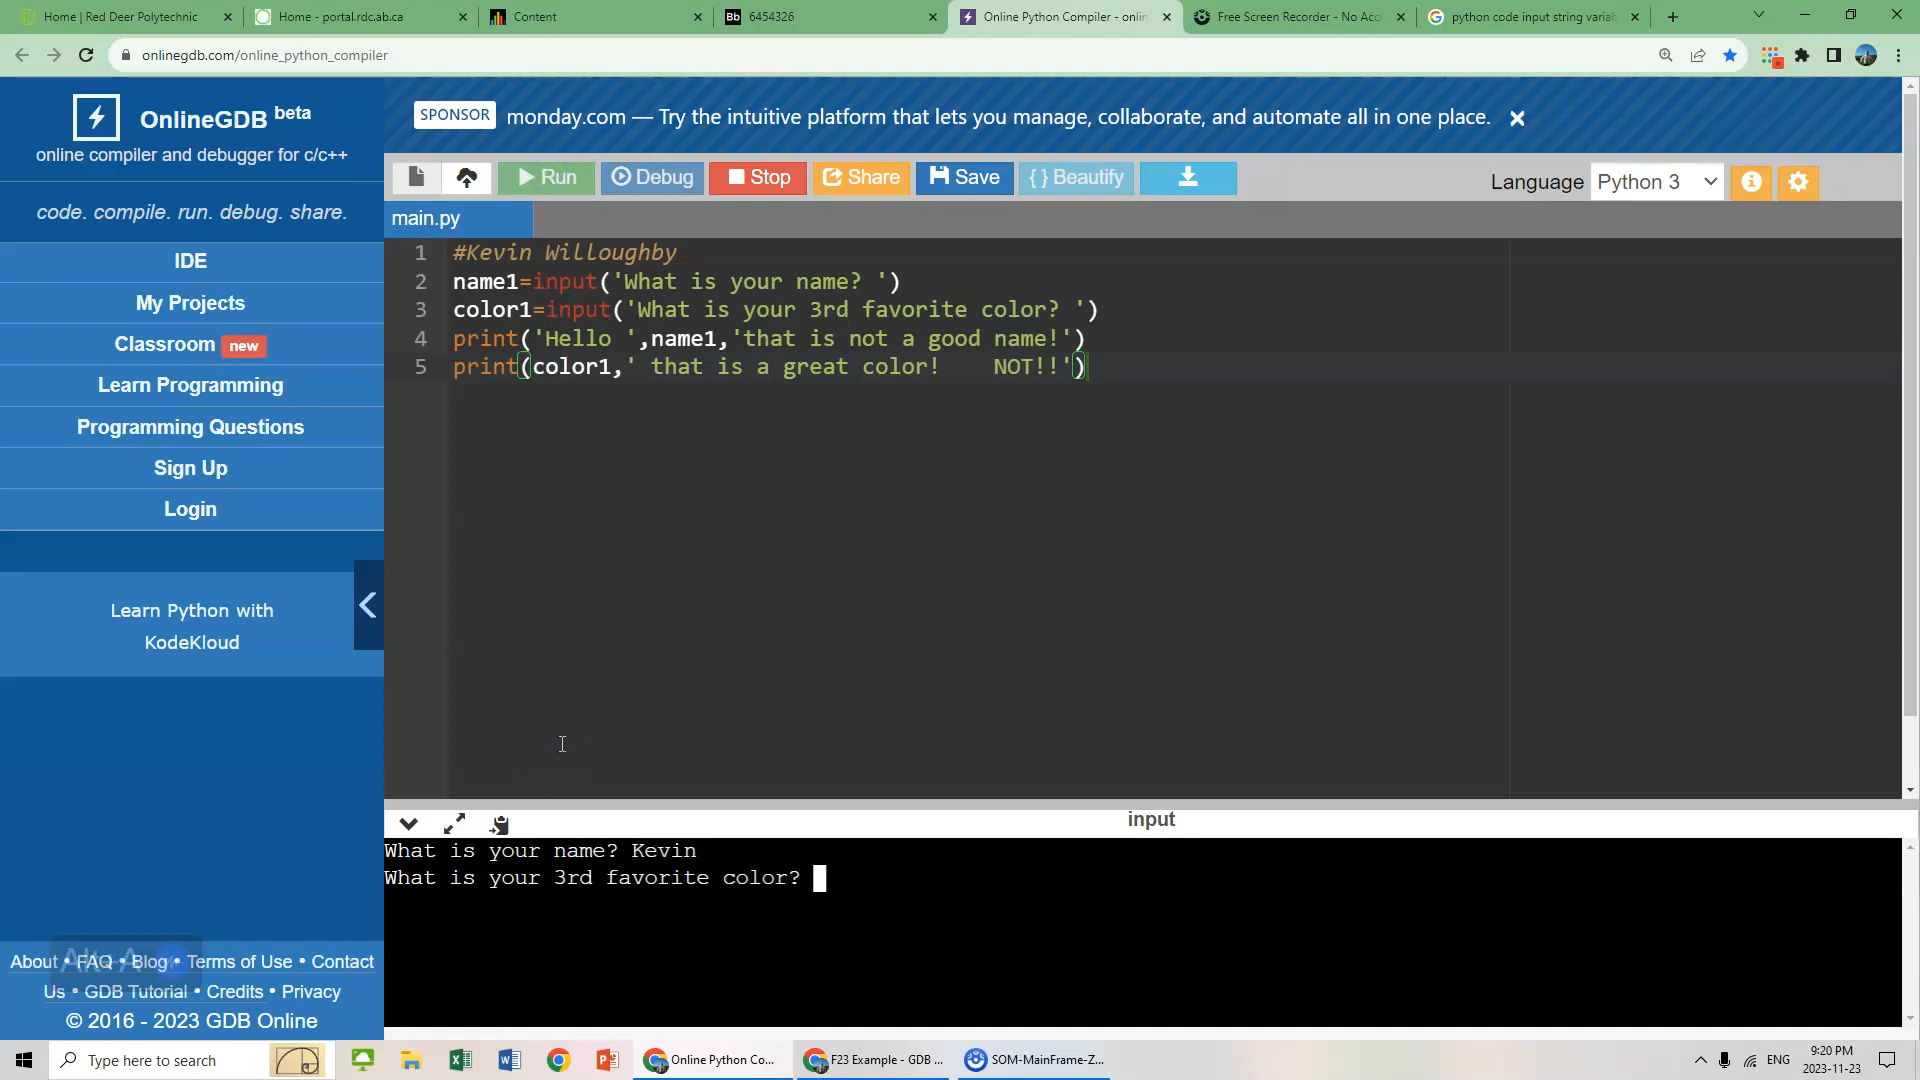 Home | Red Deer Polytechnic
Home - portal.rdc.ab.ca
Content
Bb 6454326
Online Python Compiler - onlin
Free Screen Recorder - No Acc
python code input string variab
onlinegdb.com/online_python_compiler
OnlineGDB beta
online compiler and debugger for c/c++
code. compile. run. debug. share.
IDE
My Projects
Classroom new
Learn Programming
Programming Questions
Sign Up
Login
Learn Python with
KodeKloud
About • FAQ • Blog • Terms of Use • Contact
Us • GDB Tutorial • Credits • Privacy
© 2016 - 2023 GDB Online
SPONSOR monday.com — Try the intuitive platform that lets you manage, collaborate, and automate all in one place.
Run Debug Stop Share Save { } Beautify
Language Python 3
main.py
1 #Kevin Willoughby
2 name1=input('What is your name? ')
3 color1=input('What is your 3rd favorite color? ')
4 print('Hello ',name1,'that is not a good name!')
5 print(color1,' that is a great color!    NOT!!')
input
What is your name? Kevin
What is your 3rd favorite color?
Type here to search
Online Python Co...
F23 Example - GDB ...
SOM-MainFrame-Z...
ENG
9:20 PM
2023-11-23